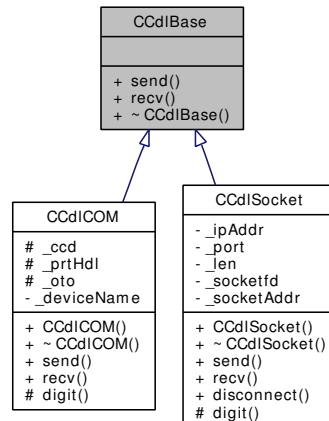 CCdlBase
+ send()
+ recv()
+ ~ CCdlBase()
CCdlCOM
# _ccd
# _prtHdl
# _oto
- _deviceName
+ CCdlCOM()
+ ~ CCdlCOM()
+ send()
+ recv()
# digit()
CCdlSocket
- _ipAddr
- _port
- _len
- _socketfd
- _socketAddr
+ CCdlSocket()
+ ~ CCdlSocket()
+ send()
+ recv()
+ disconnect()
# digit()